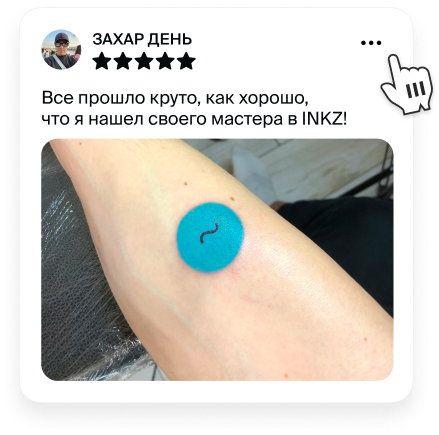 ЗАХАР ДЕНЬ
Все прошло круто, как хорошо,
что я нашел своего мастера в INKZ!